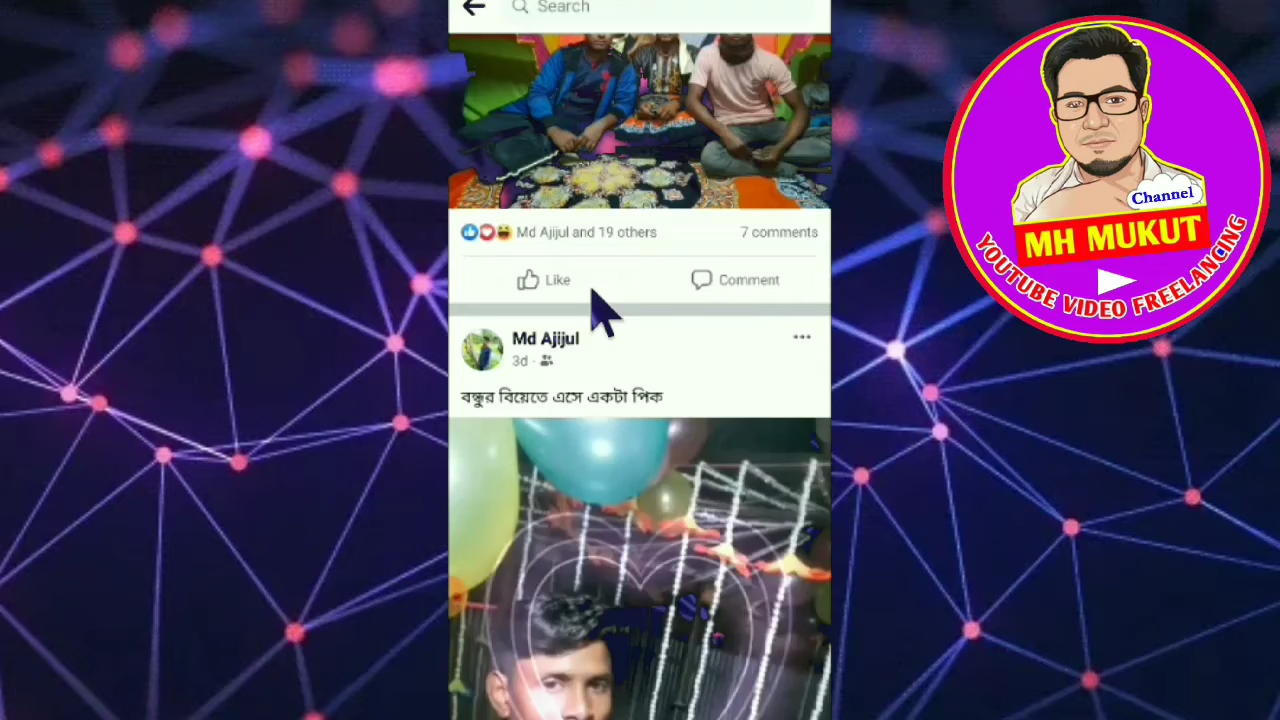 Search
Md Ajijul and 19 others
7 comments
Like
Comment
Md Ajijul
3d
বন্ধুর বিয়েতে এসে একটা পিক
Channel
MH MUKUT
YOUTUBE VIDEO FREELANCING